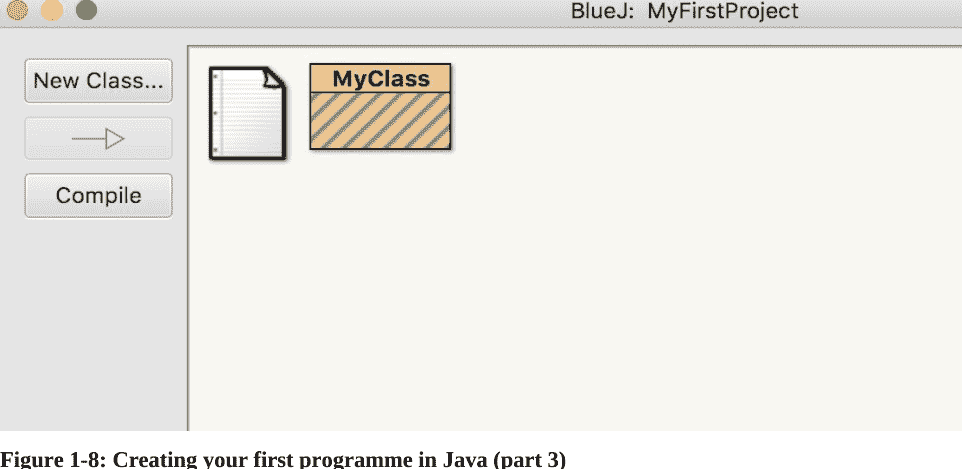 BlueJ: MyFirstProject
New Class...
MyClass
Compile
Figure 1-8: Creating your first programme in Java (part 3)